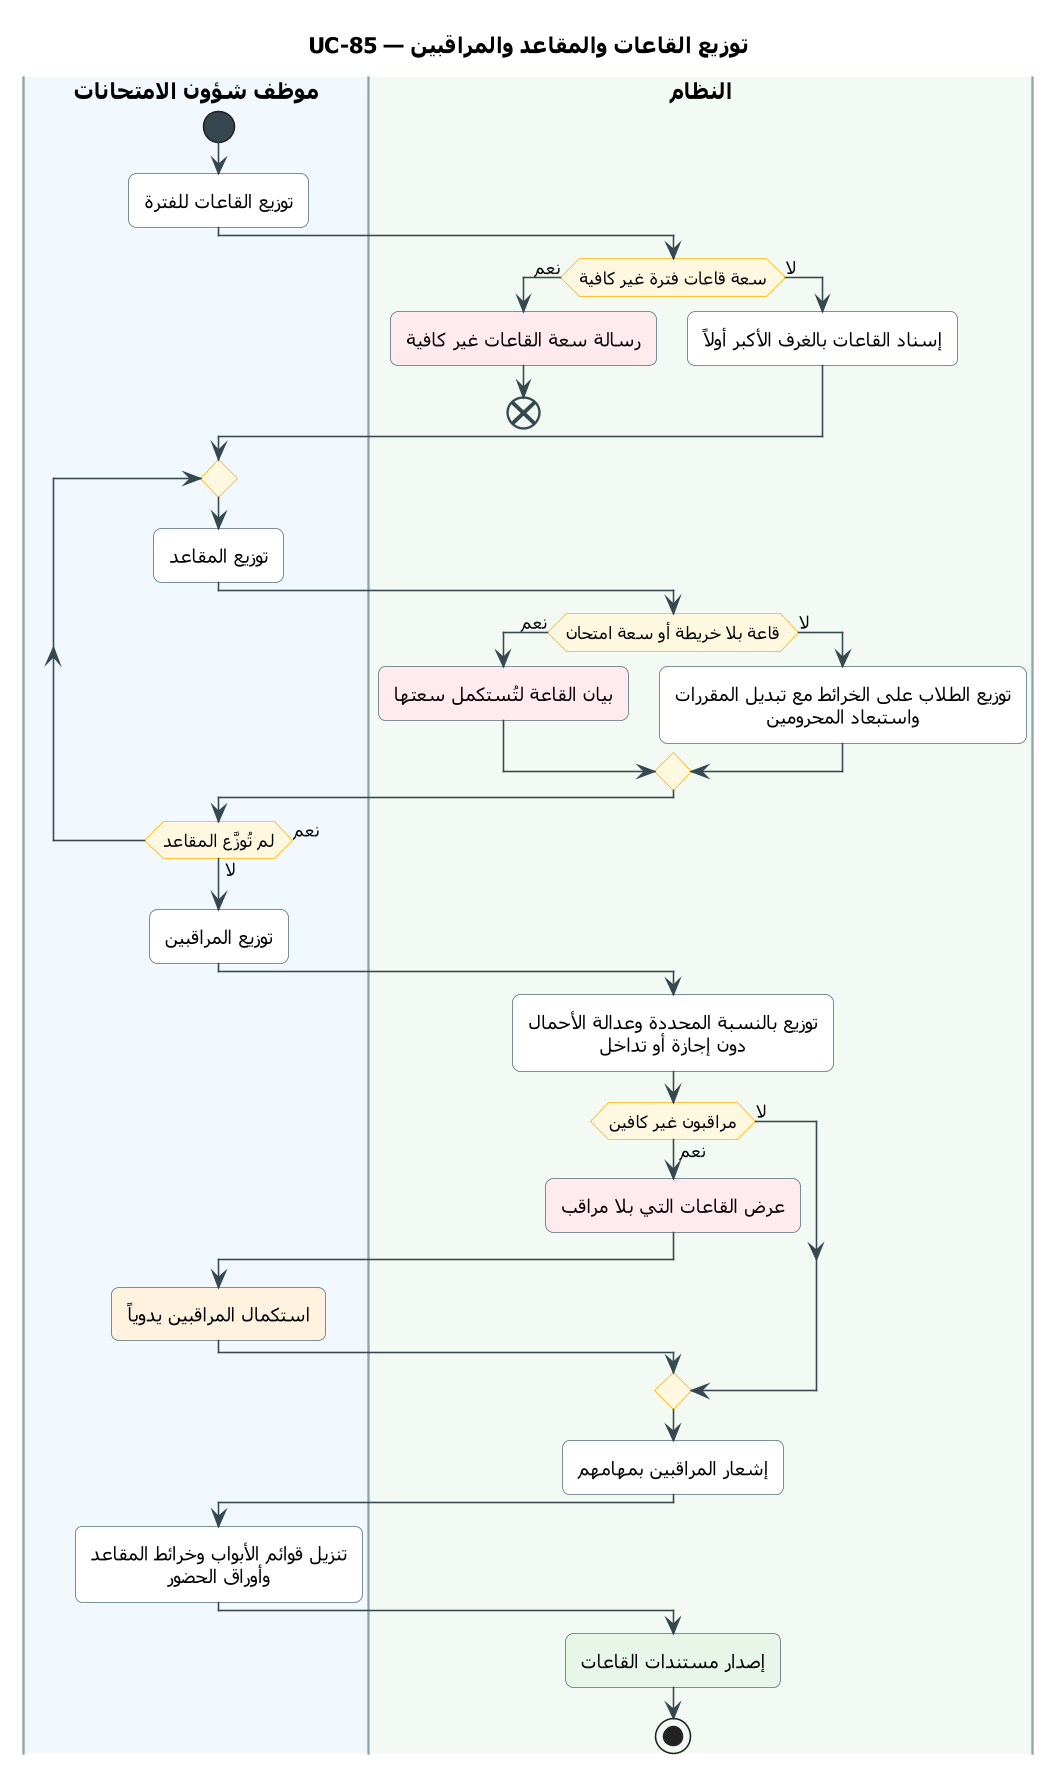 توزيع القاعات والمقاعد والمراقبين — UC-85
موظف شؤون الامتحانات
النظام
توزيع القاعات للفترة
سعة قاعات فترة غير كافية
نعم
لا
رسالة سعة القاعات غير كافية
إسناد القاعات بالغرف الأكبر أولاً
توزيع المقاعد
قاعة بلا خريطة أو سعة امتحان
نعم
لا
بيان القاعة لتُستكمل سعتها
توزيع الطلاب على الخرائط مع تبديل المقررات
واستبعاد المحرومين
لم تُوزَّع المقاعد
نعم
لا
توزيع المراقبين
توزيع بالنسبة المحددة وعدالة الأحمال
دون إجازة أو تداخل
مراقبون غير كافين
لا
نعم
عرض القاعات التي بلا مراقب
استكمال المراقبين يدوياً
إشعار المراقبين بمهامهم
تنزيل قوائم الأبواب وخرائط المقاعد
وأوراق الحضور
إصدار مستندات القاعات